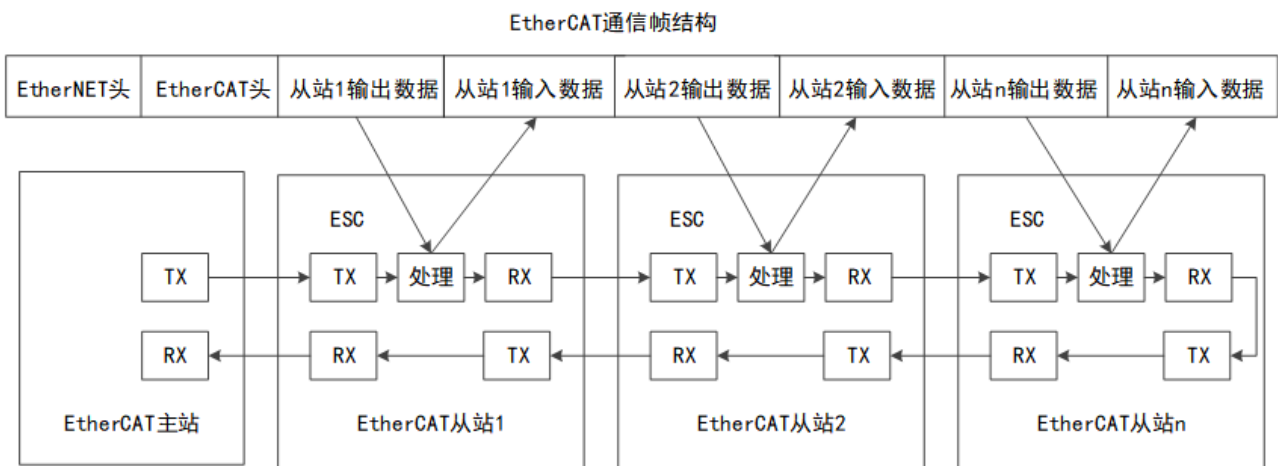 EtherCAT通信帧结构
EtherNET头 EtherCAT头 从站1输出数据 从站1输入数据 从站2输出数据 从站2输入数据 从站n输出数据 从站n输入数据
ESC ESC ESC
TX TX 处理 RX TX 处理 RX TX 处理 RX
RX RX TX RX TX RX TX
EtherCAT主站 EtherCAT从站1 EtherCAT从站2 EtherCAT从站n